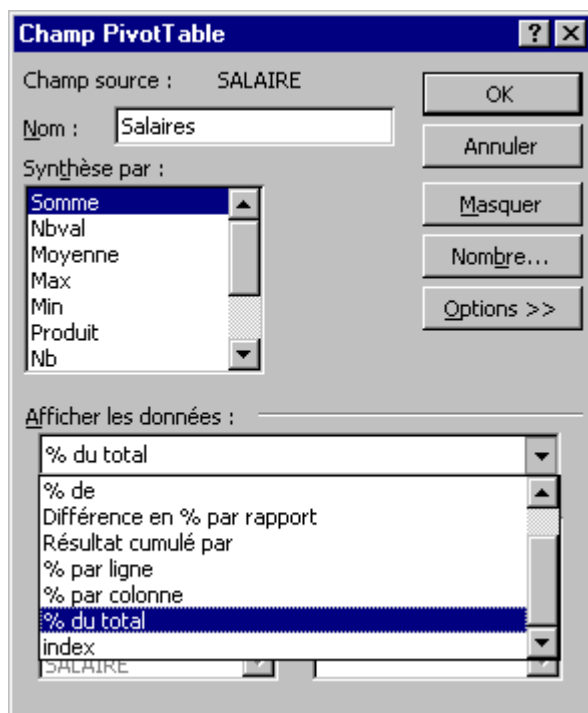 Champ PivotTable
Champ source : SALAIRE
OK
Nom : Salaires
Annuler
Synthèse par :
Somme
Nbval
Moyenne
Max
Min
Produit
Nb
Masquer
Nombre...
Options >>
Afficher les données :
% du total
% de
Différence en % par rapport
Résultat cumulé par
% par ligne
% par colonne
% du total
index
SALAIRE